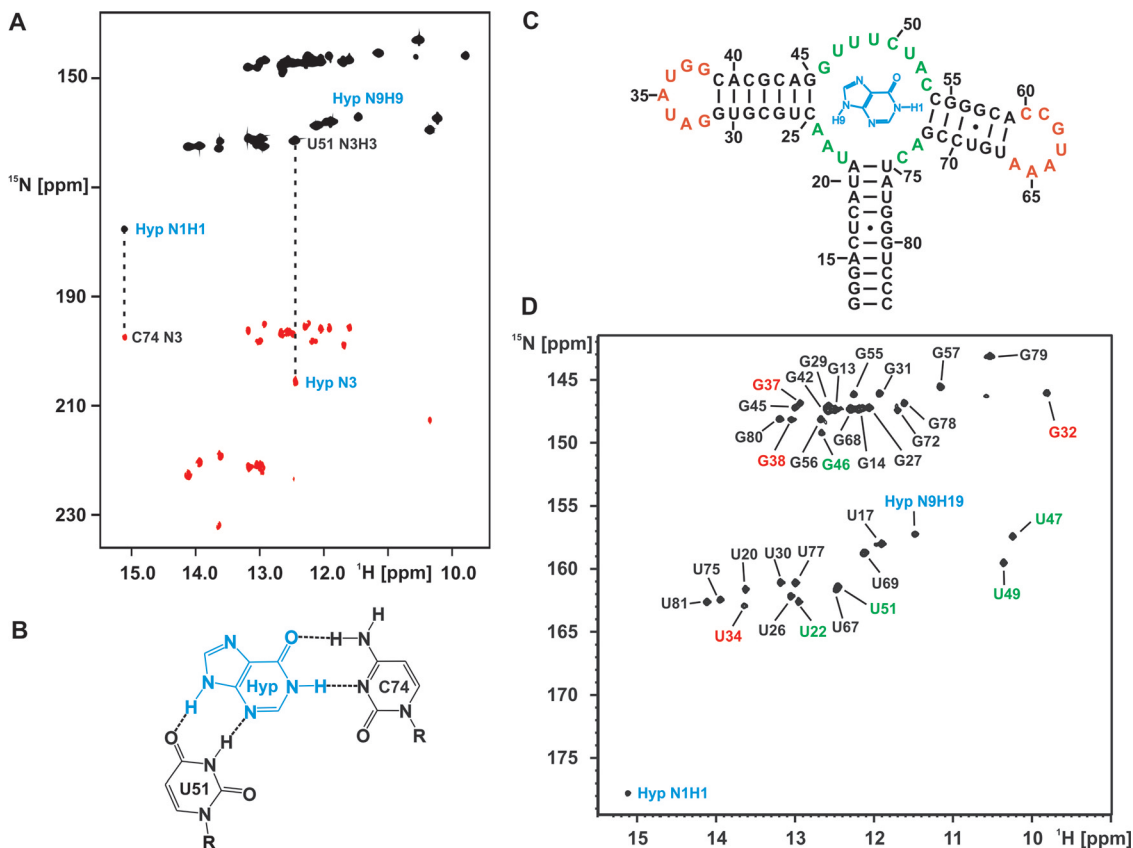 A
150
190
210
230
¹⁵N [ppm]
Hyp N9H9
U51 N3H3
Hyp N1H1
C74 N3
Hyp N3
15.0 14.0 13.0 12.0 ¹H [ppm] 10.0
B
O H H
N
N
N
N H N C74
Hyp
H N
O N R
O H
N
U51 O
N
R
C
50
40 45
G U U U C U A C
A U G G C A C G C A G
35
A U A G G U G C G U C
30 25
N O
N N-H1
H9 N
55 60
C G G G C A C C G U A A A
65
G C C U G U
70
U A A
C A
20 75
A U
U A
A U
C G
U G
C G 80
15 A U
G C
G C
G C
D
¹⁵N [ppm]
145
150
155
160
165
170
175
G55 G57 G79
G29 G13 G31
G37 G42
G45
G80 G78
G68 G72 G32
G38 G56 G46 G14 G27
Hyp N9H19
U17 U47
U20 U30 U77
U75 U69
U49
U81 U51
U34 U26 U22 U67
Hyp N1H1
14 13 12 11 10 ¹H [ppm]